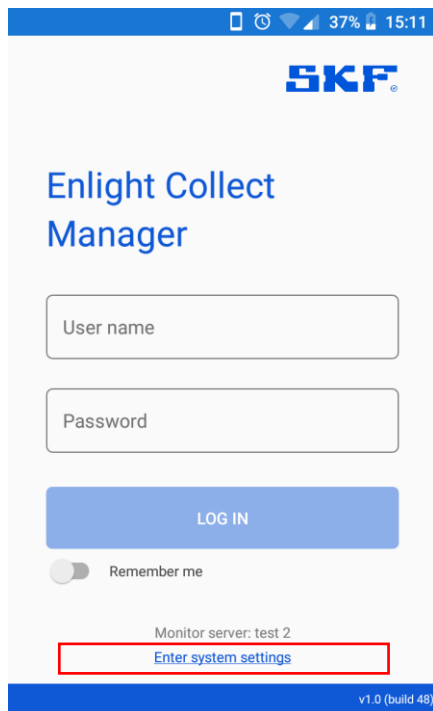 37% 15:11
SKF®
Enlight Collect
Manager
User name
Password
LOG IN
Remember me
Monitor server: test 2
Enter system settings
v1.0 (build 48)